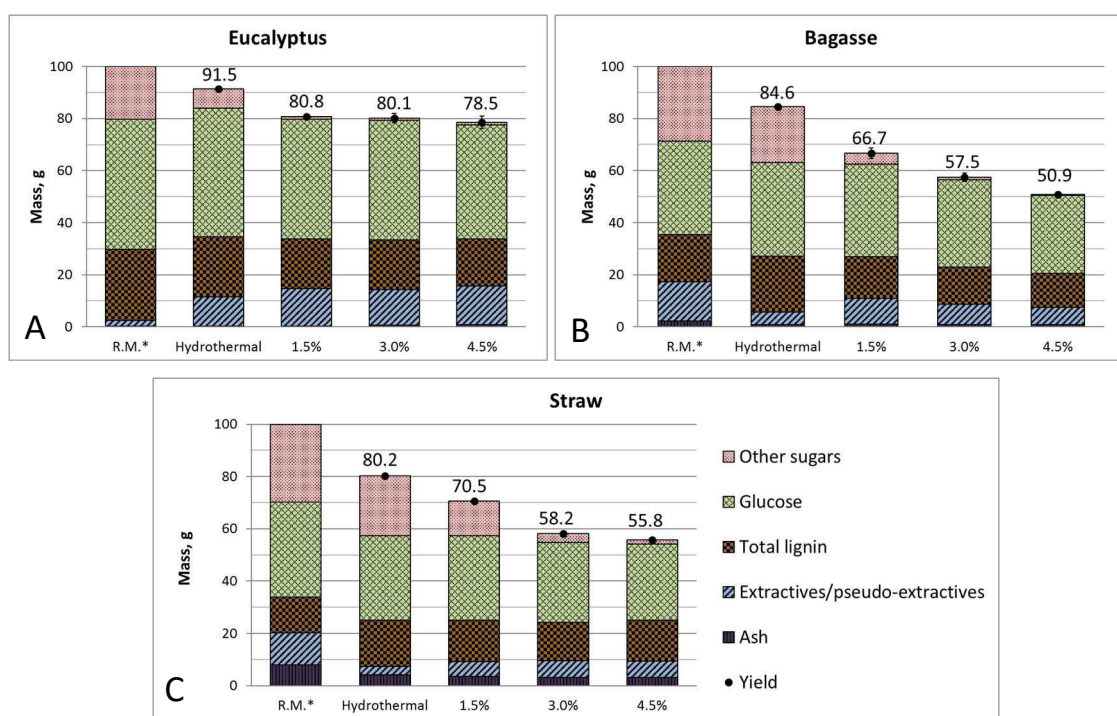 Eucalyptus
Mass, g
100
80
60
40
20
0
91.5
80.8
80.1
78.5
R.M.* Hydrothermal 1.5% 3.0% 4.5%
A
Bagasse
Mass, g
100
80
60
40
20
0
84.6
66.7
57.5
50.9
R.M.* Hydrothermal 1.5% 3.0% 4.5%
B
Straw
Mass, g
100
80
60
40
20
0
80.2
70.5
58.2
55.8
R.M.* Hydrothermal 1.5% 3.0% 4.5%
C
Other sugars
Glucose
Total lignin
Extractives/pseudo-extractives
Ash
Yield